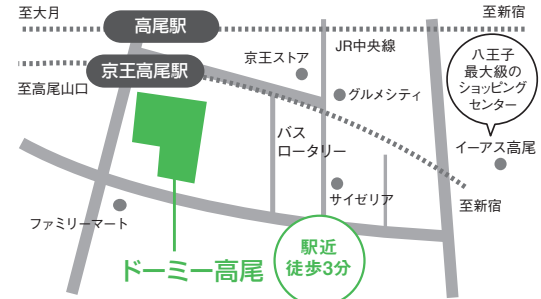 至大月
高尾駅
至新宿
京王高尾駅
京王ストア
JR中央線
八王子
最大級の
ショッピング
センター
至高尾山口
グルメシティ
バス
ロータリー
イーアス高尾
サイゼリア
至新宿
ファミリーマート
ドーミー高尾
駅近
徒歩3分